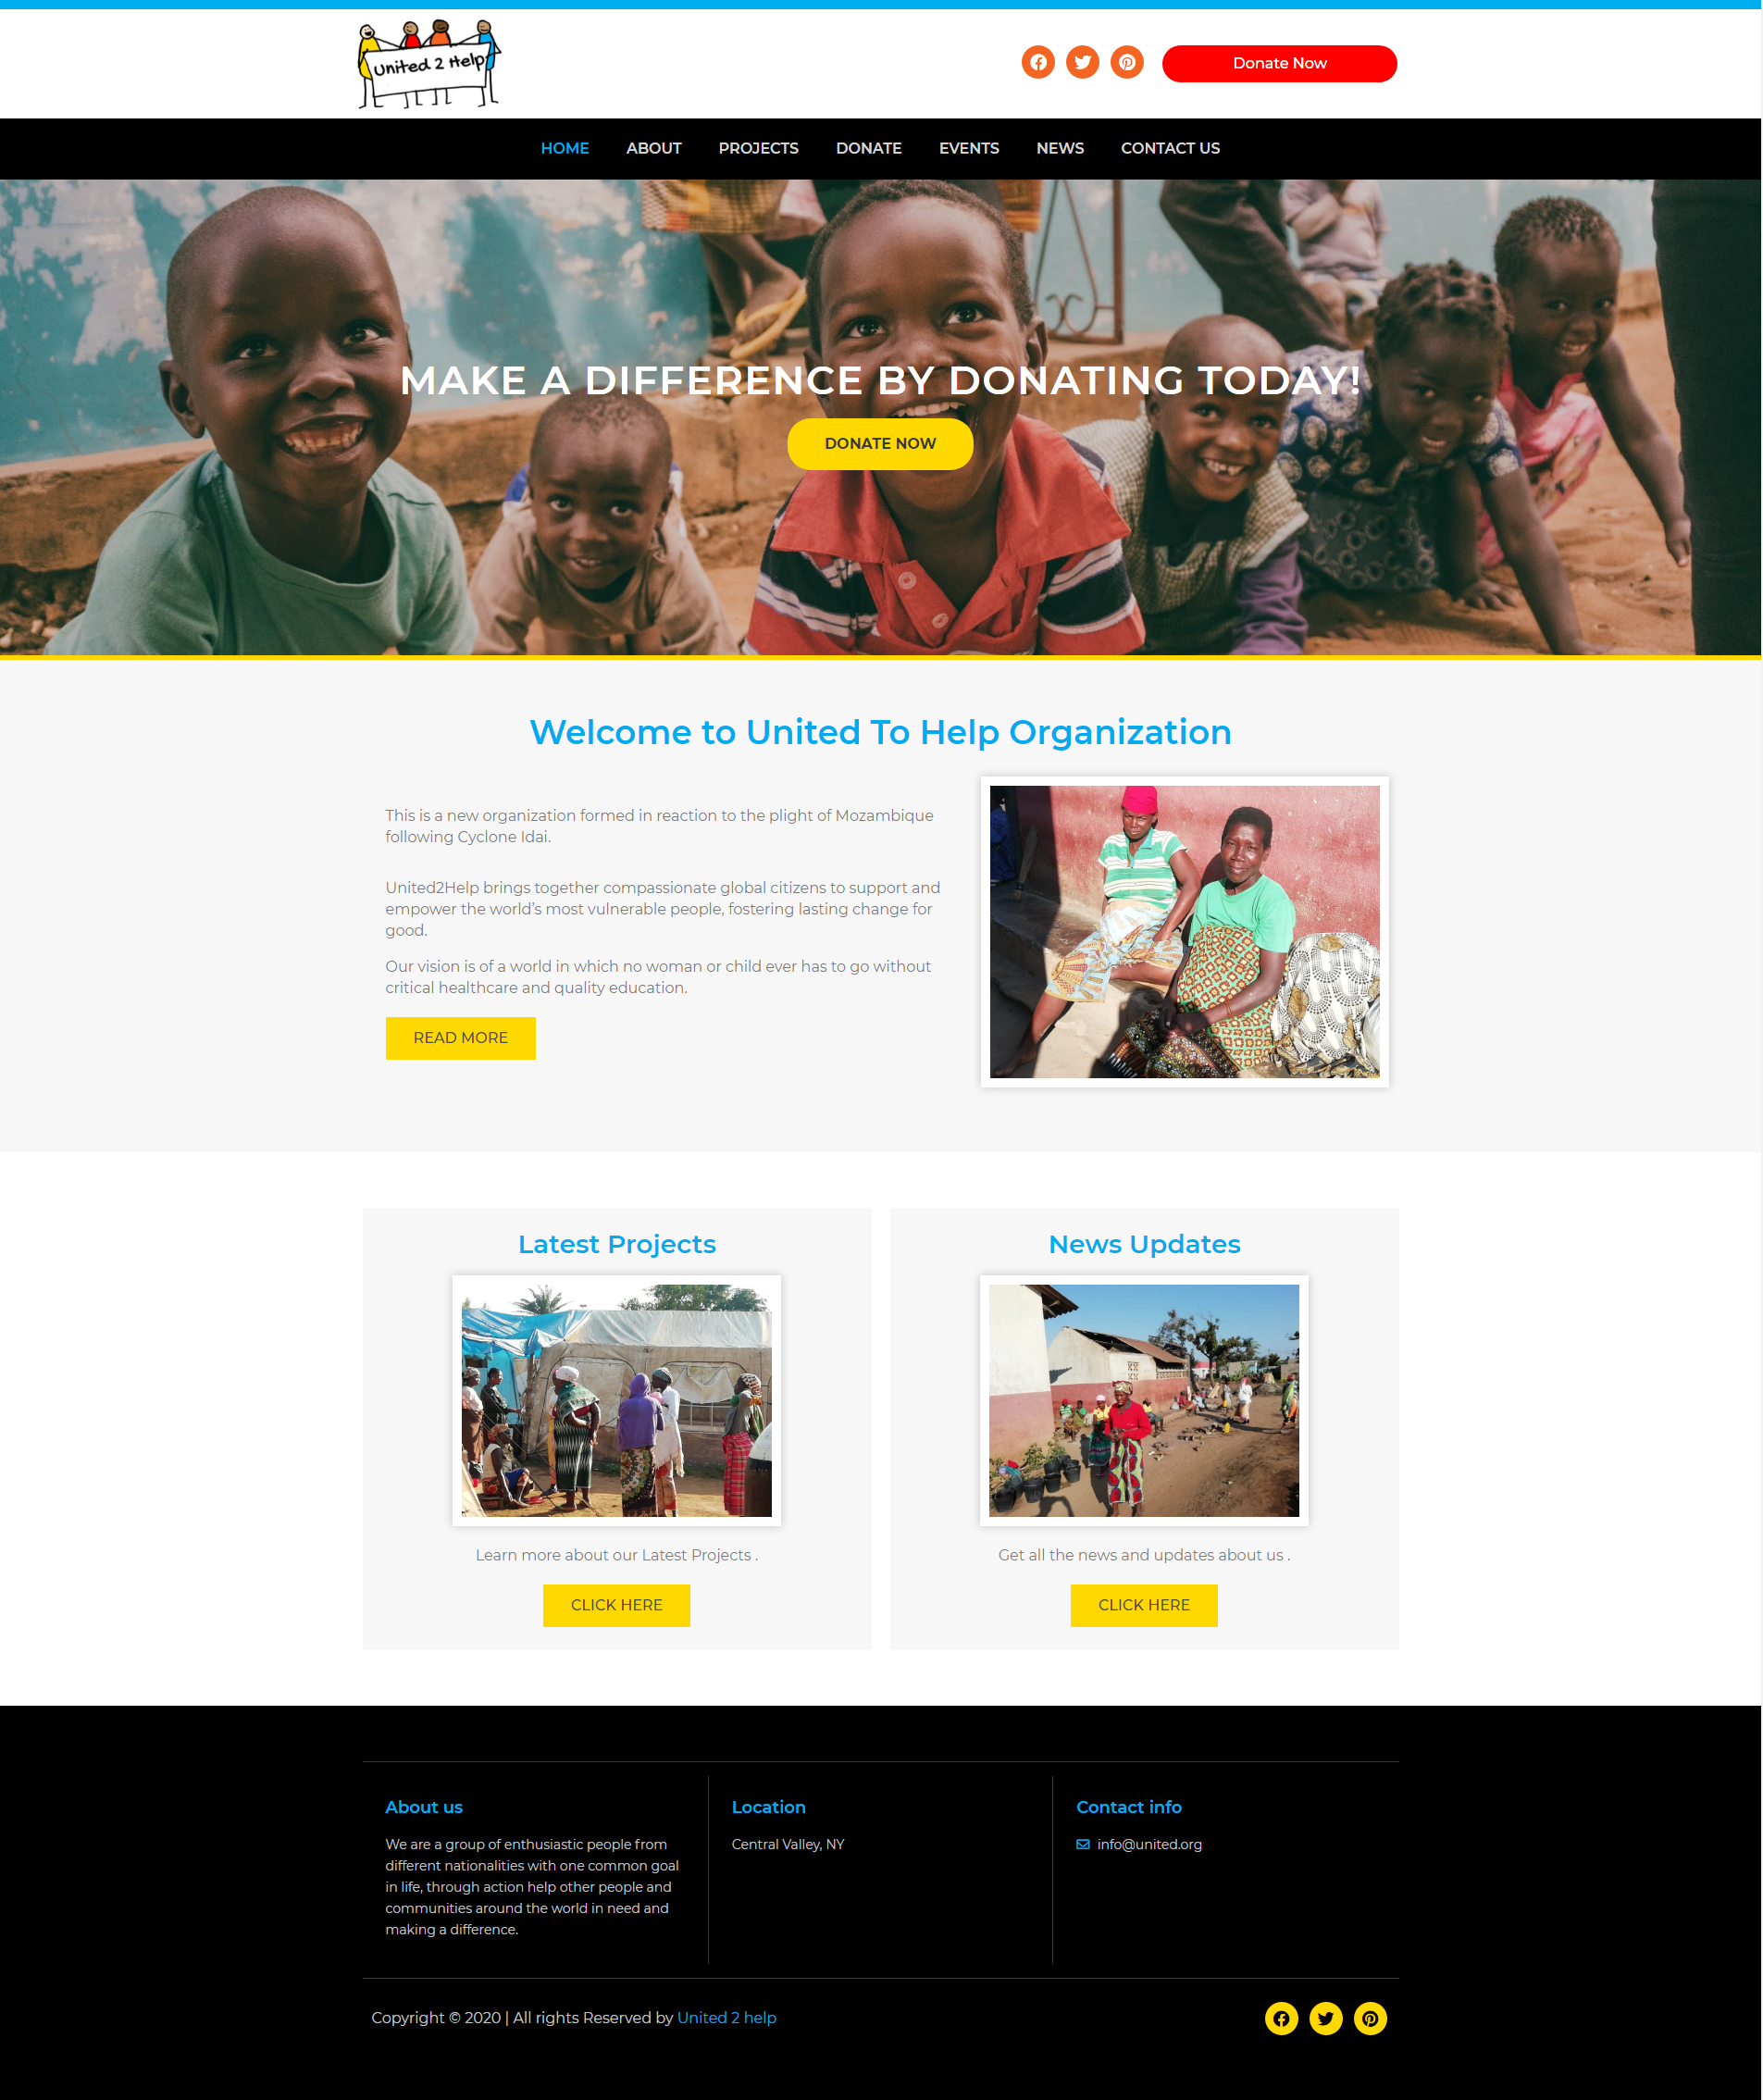 United 2 Help
Donate Now
HOME ABOUT PROJECTS DONATE EVENTS NEWS CONTACT US
MAKE A DIFFERENCE BY DONATING TODAY!
DONATE NOW
Welcome to United To Help Organization
This is a new organization formed in reaction to the plight of Mozambique
following Cyclone Idai.
United2Help brings together compassionate global citizens to support and
empower the world's most vulnerable people, fostering lasting change for
good.
Our vision is of a world in which no woman or child ever has to go without
critical healthcare and quality education.
READ MORE
Latest Projects
Learn more about our Latest Projects .
CLICK HERE
News Updates
Get all the news and updates about us .
CLICK HERE
About us
We are a group of enthusiastic people from
different nationalities with one common goal
in life, through action help other people and
communities around the world in need and
making a difference.
Location
Central Valley, NY
Contact info
info@united.org
Copyright © 2020 | All rights Reserved by United 2 help